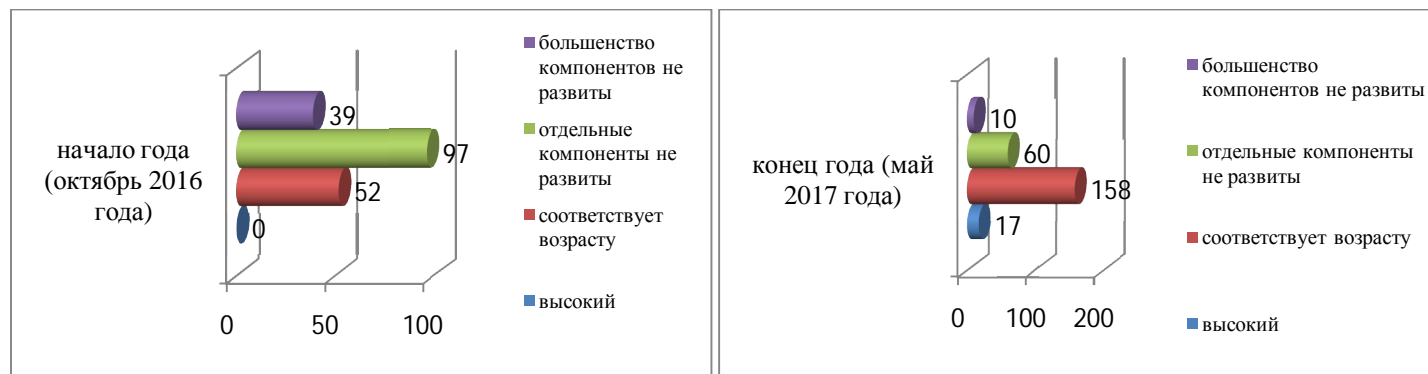 начало года
(октябрь 2016
года)
39
97
52
0
0
50
100
большенство
компонентов не
развиты
отдельные
компоненты не
развиты
соответствует
возрасту
высокий
конец года (май
2017 года)
10
60
158
17
0
100
200
большенство
компонентов не развиты
отдельные компоненты
не развиты
соответствует возрасту
высокий